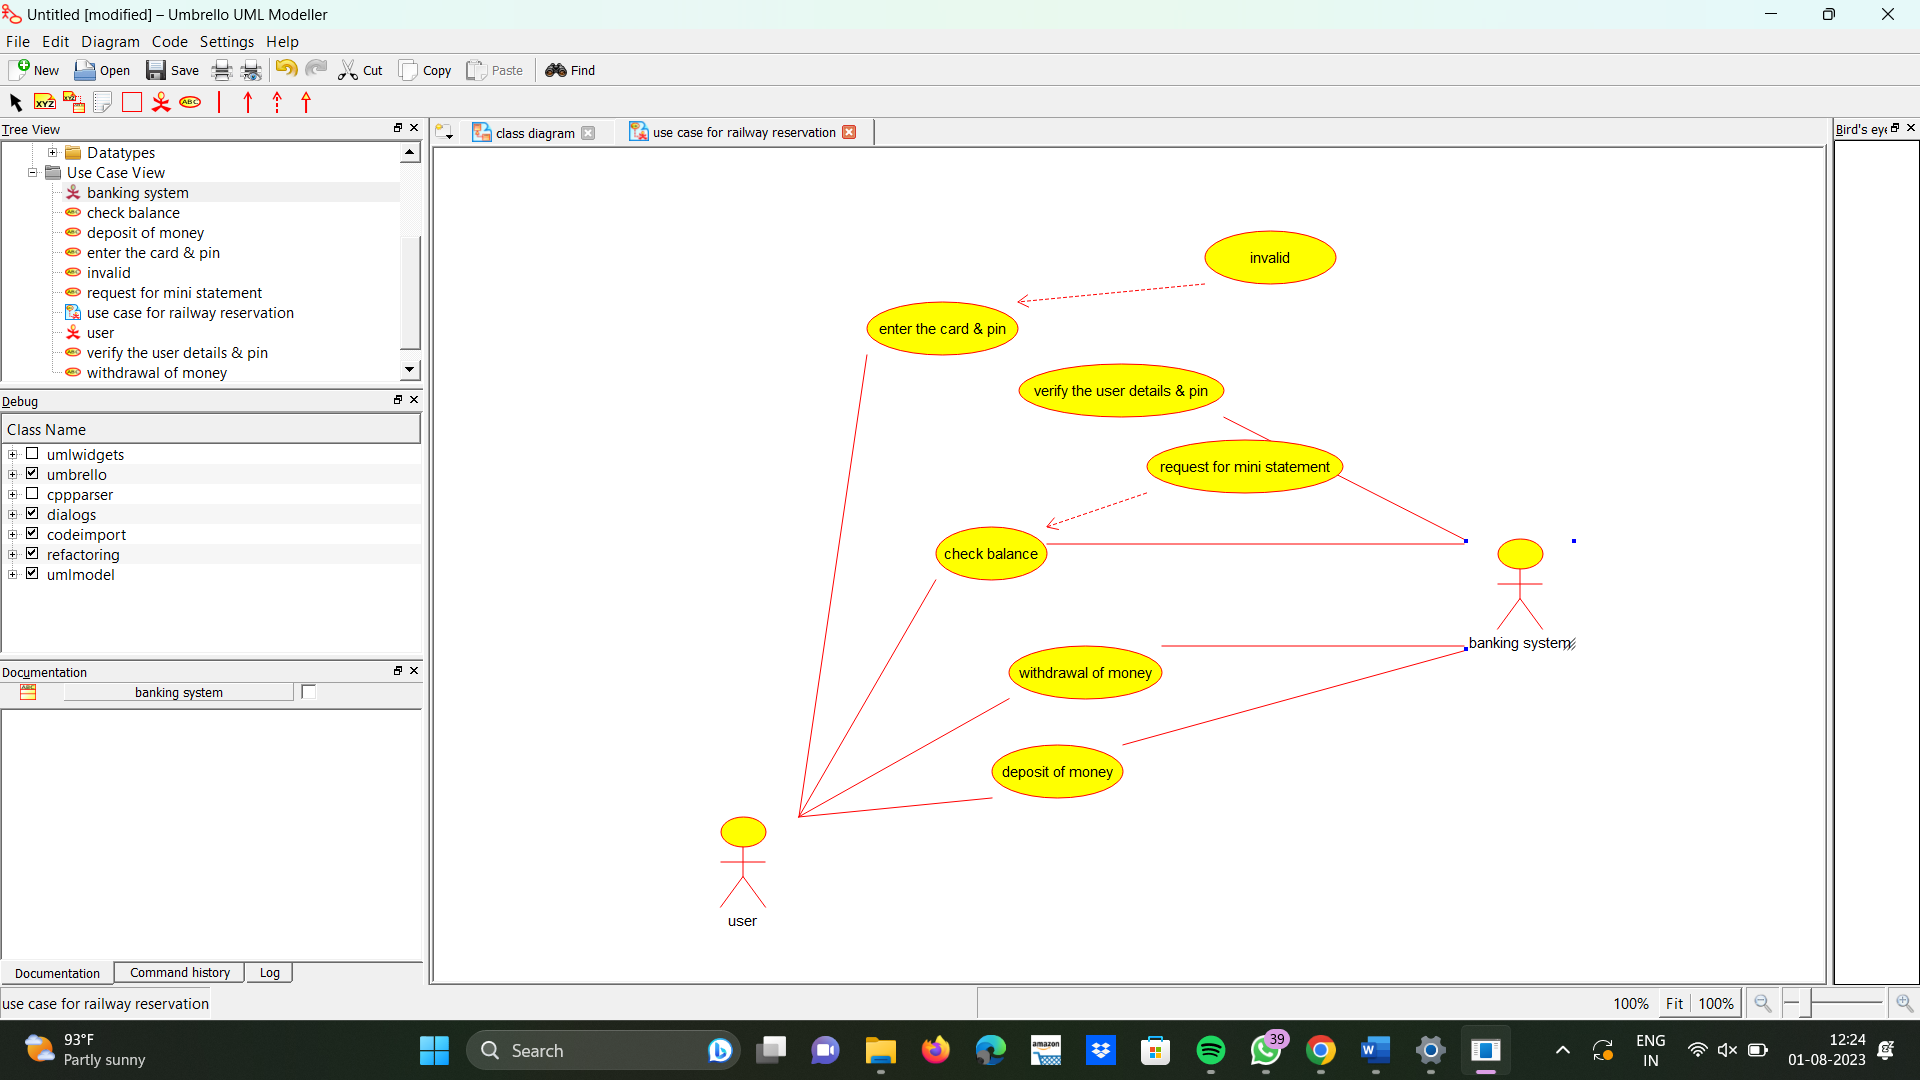 Untitled [modified] – Umbrello UML Modeller
File Edit Diagram Code Settings Help
New Open Save Cut Copy Paste Find
XYZ XYZ ABC
Tree View
Datatypes
Use Case View
banking system
check balance
deposit of money
enter the card & pin
invalid
request for mini statement
use case for railway reservation
user
verify the user details & pin
withdrawal of money
Debug
Class Name
umlwidgets
umbrello
cppparser
dialogs
codeimport
refactoring
umlmodel
Documentation
banking system
Documentation Command history Log
use case for railway reservation
class diagram
use case for railway reservation
Bird's eye
invalid
enter the card & pin
verify the user details & pin
request for mini statement
check balance
banking system
withdrawal of money
deposit of money
user
100% Fit 100%
93°F
Partly sunny
Search
amazon
39
ENG
IN
12:24
01-08-2023